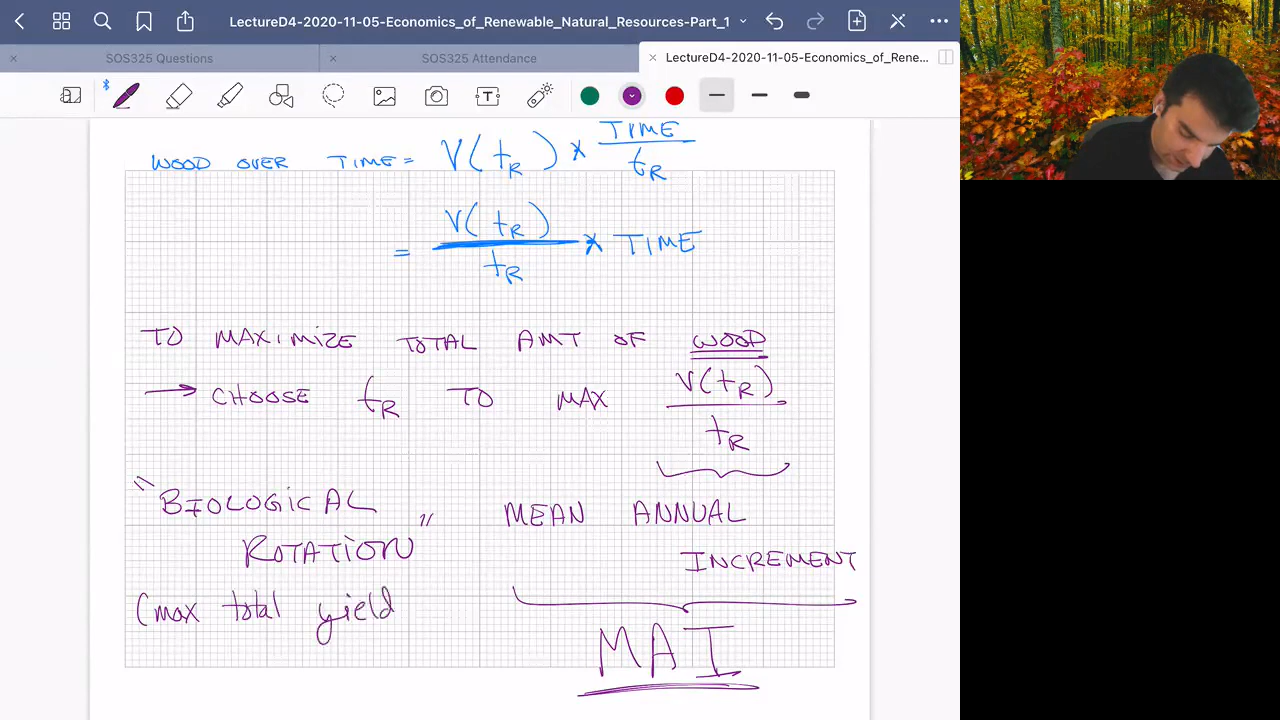 LectureD4-2020-11-05-Economics_of_Renewable_Natural_Resources-Part_1
SOS325 Questions
SOS325 Attendance
LectureD4-2020-11-05-Economics_of_Rene...
WOOD OVER TIME = V(tR) * TIME / tR
= V(tR) / tR * TIME
TO MAXIMIZE TOTAL AMT OF WOOD
→ CHOOSE tR TO MAX V(tR) / tR
"BIOLOGICAL ROTATION"
MEAN ANNUAL INCREMENT
(max total yield
MAI